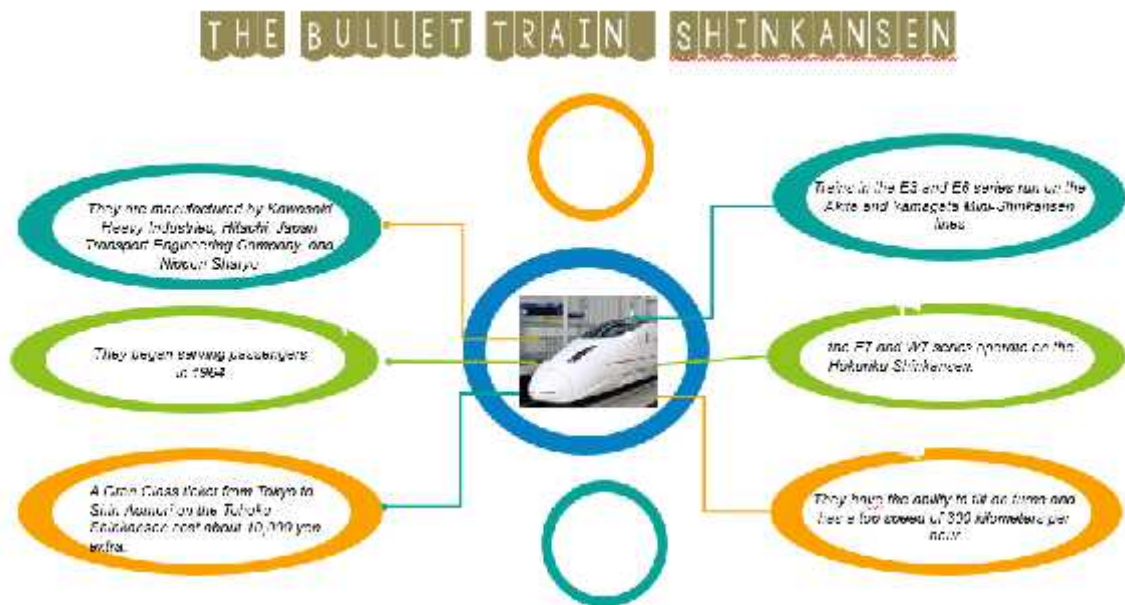 THE BULLET TRAIN SHINKANSEN
They are manufactured by Kawasaki
Heavy Industries, Hitachi, Japan
Transport Engineering Company, and
Nippon Sharyo
They began serving passengers
in 1964
A Gran Class ticket from Tokyo to
Shin Aomori on the Tohoku
Shinkansen cost about 10,000 yen
extra.
Trains in the E3 and E6 series run on the
Akita and Yamagata Mini-Shinkansen
lines
the E7 and W7 series operate on the
Hokuriku Shinkansen.
They have the ability to tilt on turns and
has a top speed of kilometers per
hour